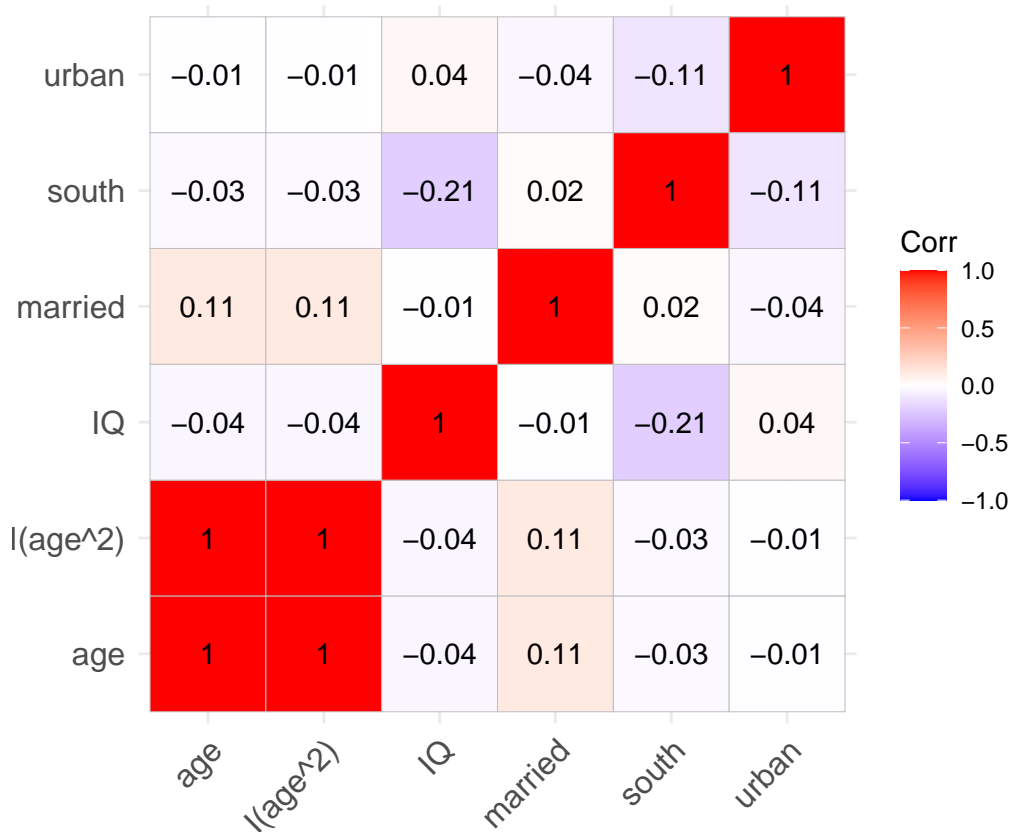 urban −0.01 −0.01 0.04 −0.04 −0.11 1
south −0.03 −0.03 −0.21 0.02 1 −0.11
married 0.11 0.11 −0.01 1 0.02 −0.04
IQ −0.04 −0.04 1 −0.01 −0.21 0.04
I(age^2) 1 1 −0.04 0.11 −0.03 −0.01
age 1 1 −0.04 0.11 −0.03 −0.01
age I(age^2) IQ married south urban
Corr
1.0
0.5
0.0
−0.5
−1.0